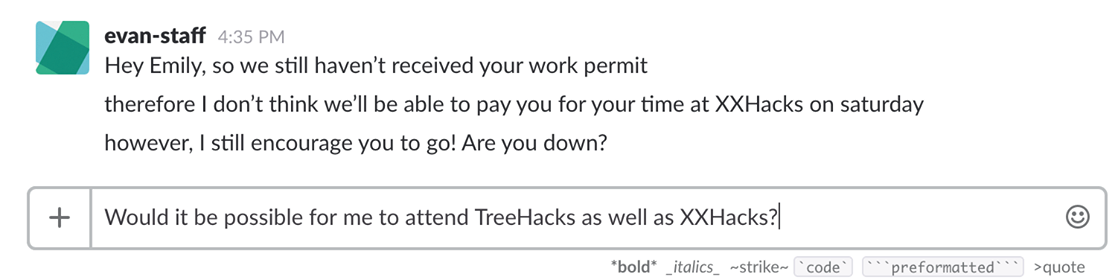 evan-staff 4:35 PM
Hey Emily, so we still haven’t received your work permit
therefore I don’t think we’ll be able to pay you for your time at XXHacks on saturday
however, I still encourage you to go! Are you down?
Would it be possible for me to attend TreeHacks as well as XXHacks?
*bold* _italics_ ~strike~ `code` ```preformatted``` >quote